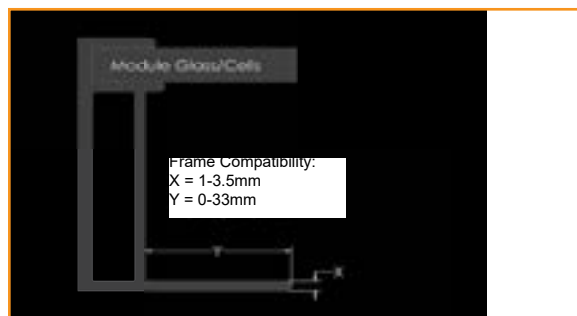 Module Glass/Cells
Frame Compatibility:
X = 1-3.5mm
Y = 0-33mm
Y
X